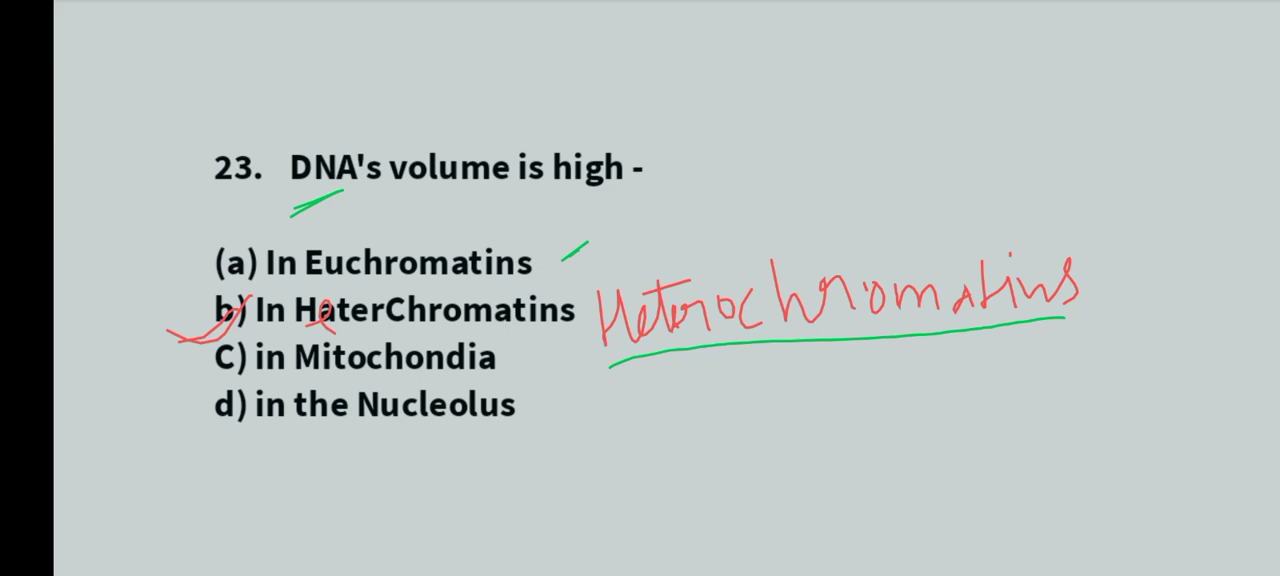 23. DNA's volume is high -
(a) In Euchromatins
b) In HaterChromatins Heterochromatins
C) in Mitochondia
d) in the Nucleolus